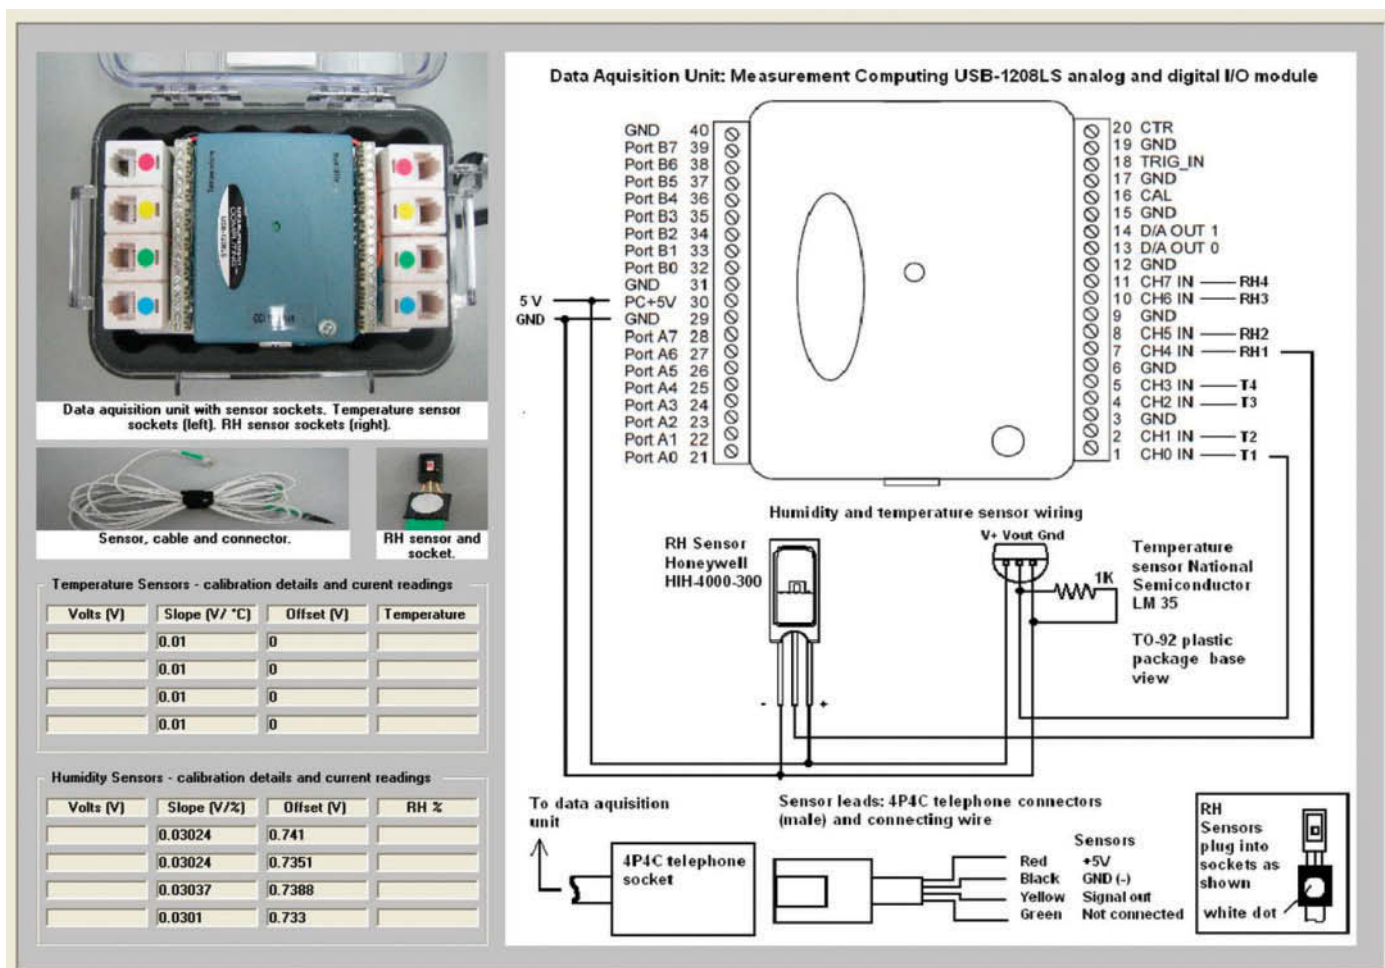 Data Aquisition Unit: Measurement Computing USB-1208LS analog and digital I/O module
MEASUREMENT
COMPUTING
USB-1208LS
Data aquisition unit with sensor sockets. Temperature sensor
sockets (left). RH sensor sockets (right).
Sensor, cable and connector.
RH sensor and
socket.
GND 40
Port B7 39
Port B6 38
Port B5 37
Port B4 36
Port B3 35
Port B2 34
Port B1 33
Port B0 32
GND 31
5 V PC+5V 30
GND GND 29
Port A7 28
Port A6 27
Port A5 26
Port A4 25
Port A3 24
Port A2 23
Port A1 22
Port A0 21
20 CTR
19 GND
18 TRIG_IN
17 GND
16 CAL
15 GND
14 D/A OUT 1
13 D/A OUT 0
12 GND
11 CH7 IN RH4
10 CH6 IN RH3
9 GND
8 CH5 IN RH2
7 CH4 IN RH1
6 GND
5 CH3 IN T4
4 CH2 IN T3
3 GND
2 CH1 IN T2
1 CH0 IN T1
Humidity and temperature sensor wiring
RH Sensor
Honeywell
HIH-4000-300
- +
V+ Vout Gnd
1K
Temperature
sensor National
Semiconductor
LM 35
TO-92 plastic
package base
view
Temperature Sensors - calibration details and curent readings
Volts (V) Slope (V/ °C) Offset (V) Temperature
0.01 0
0.01 0
0.01 0
0.01 0
Humidity Sensors - calibration details and current readings
Volts (V) Slope (V/%) Offset (V) RH %
0.03024 0.741
0.03024 0.7351
0.03037 0.7388
0.0301 0.733
To data aquisition
unit
4P4C telephone
socket
Sensor leads: 4P4C telephone connectors
(male) and connecting wire
Sensors
Red +5V
Black GND (-)
Yellow Signal out
Green Not connected
RH
Sensors
plug into
sockets as
shown
white dot